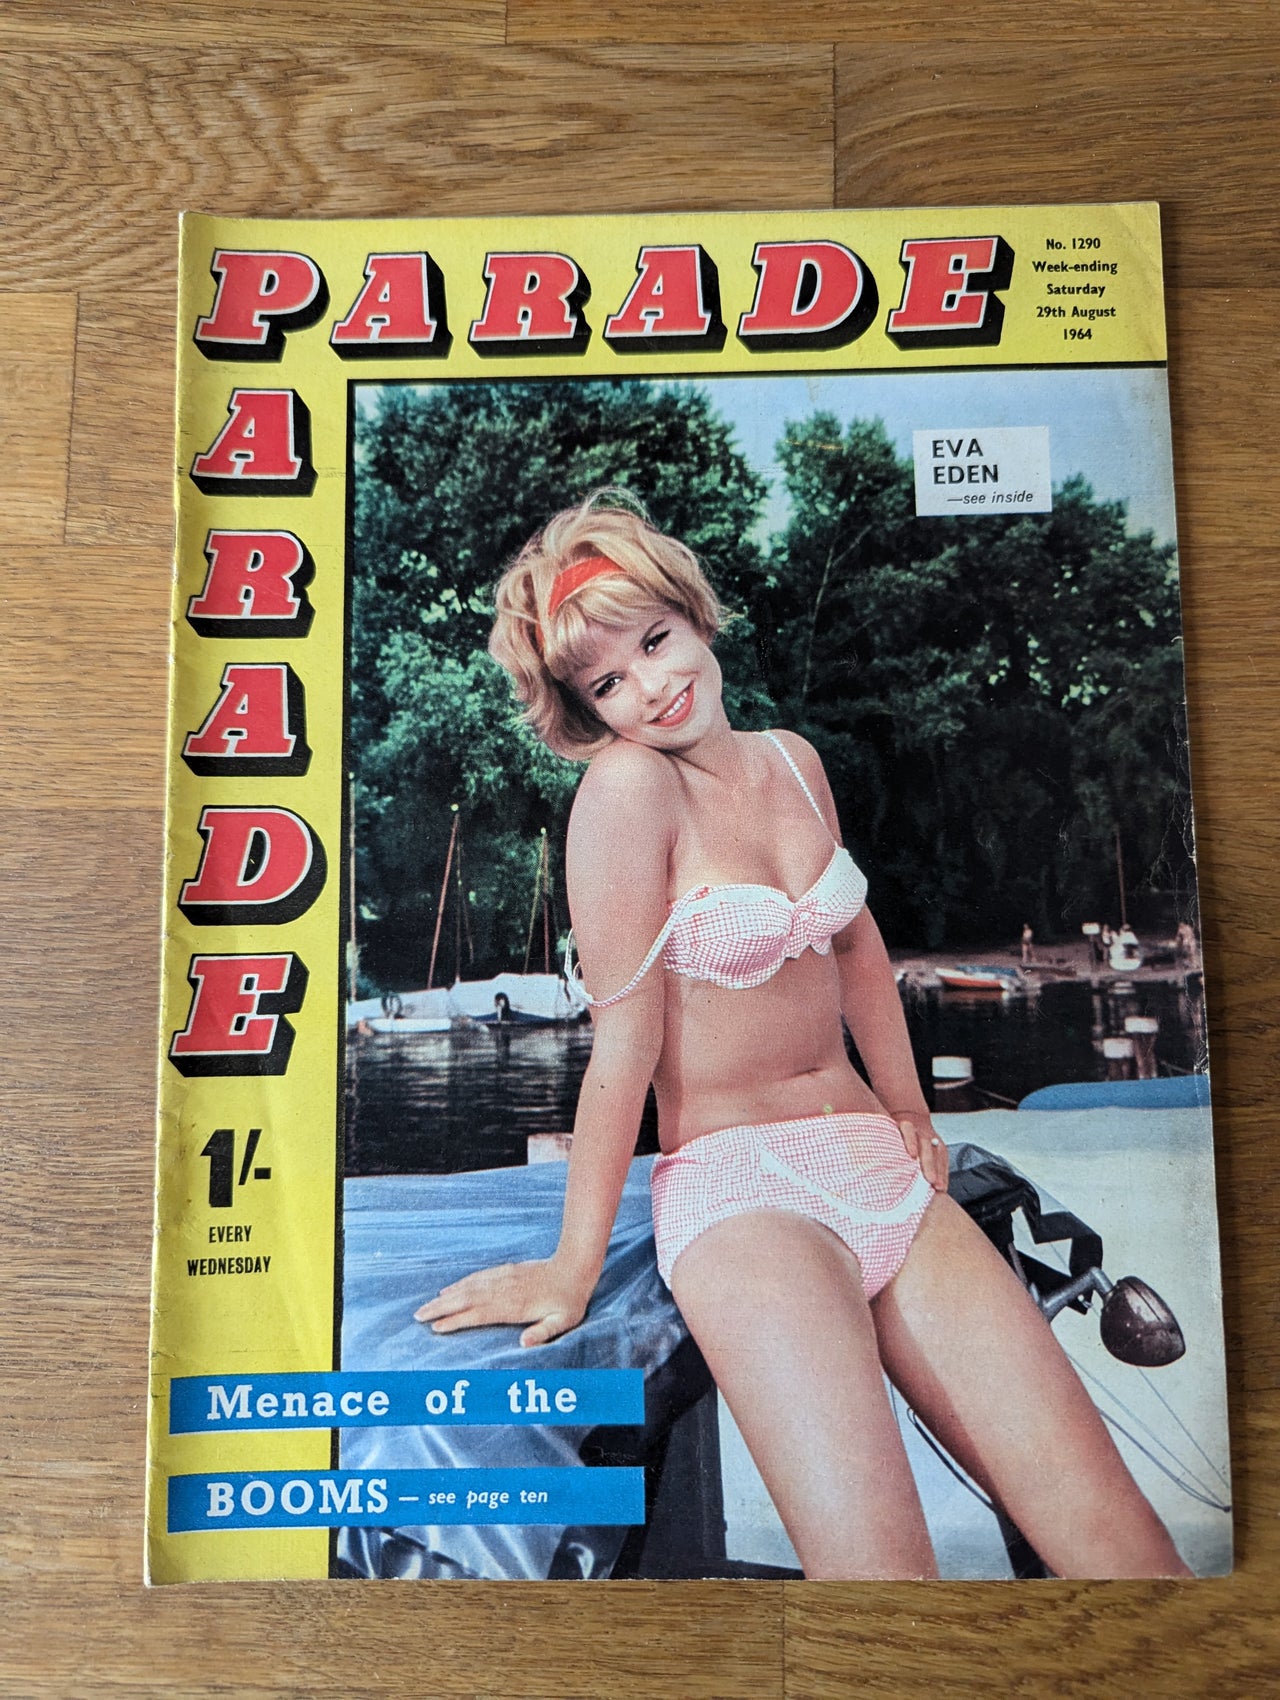 PARADE
No. 1290
Week-ending
Saturday
29th August
1964
PARADE
EVA
EDEN
—see inside
1/-
EVERY
WEDNESDAY
Menace of the
BOOMS — see page ten